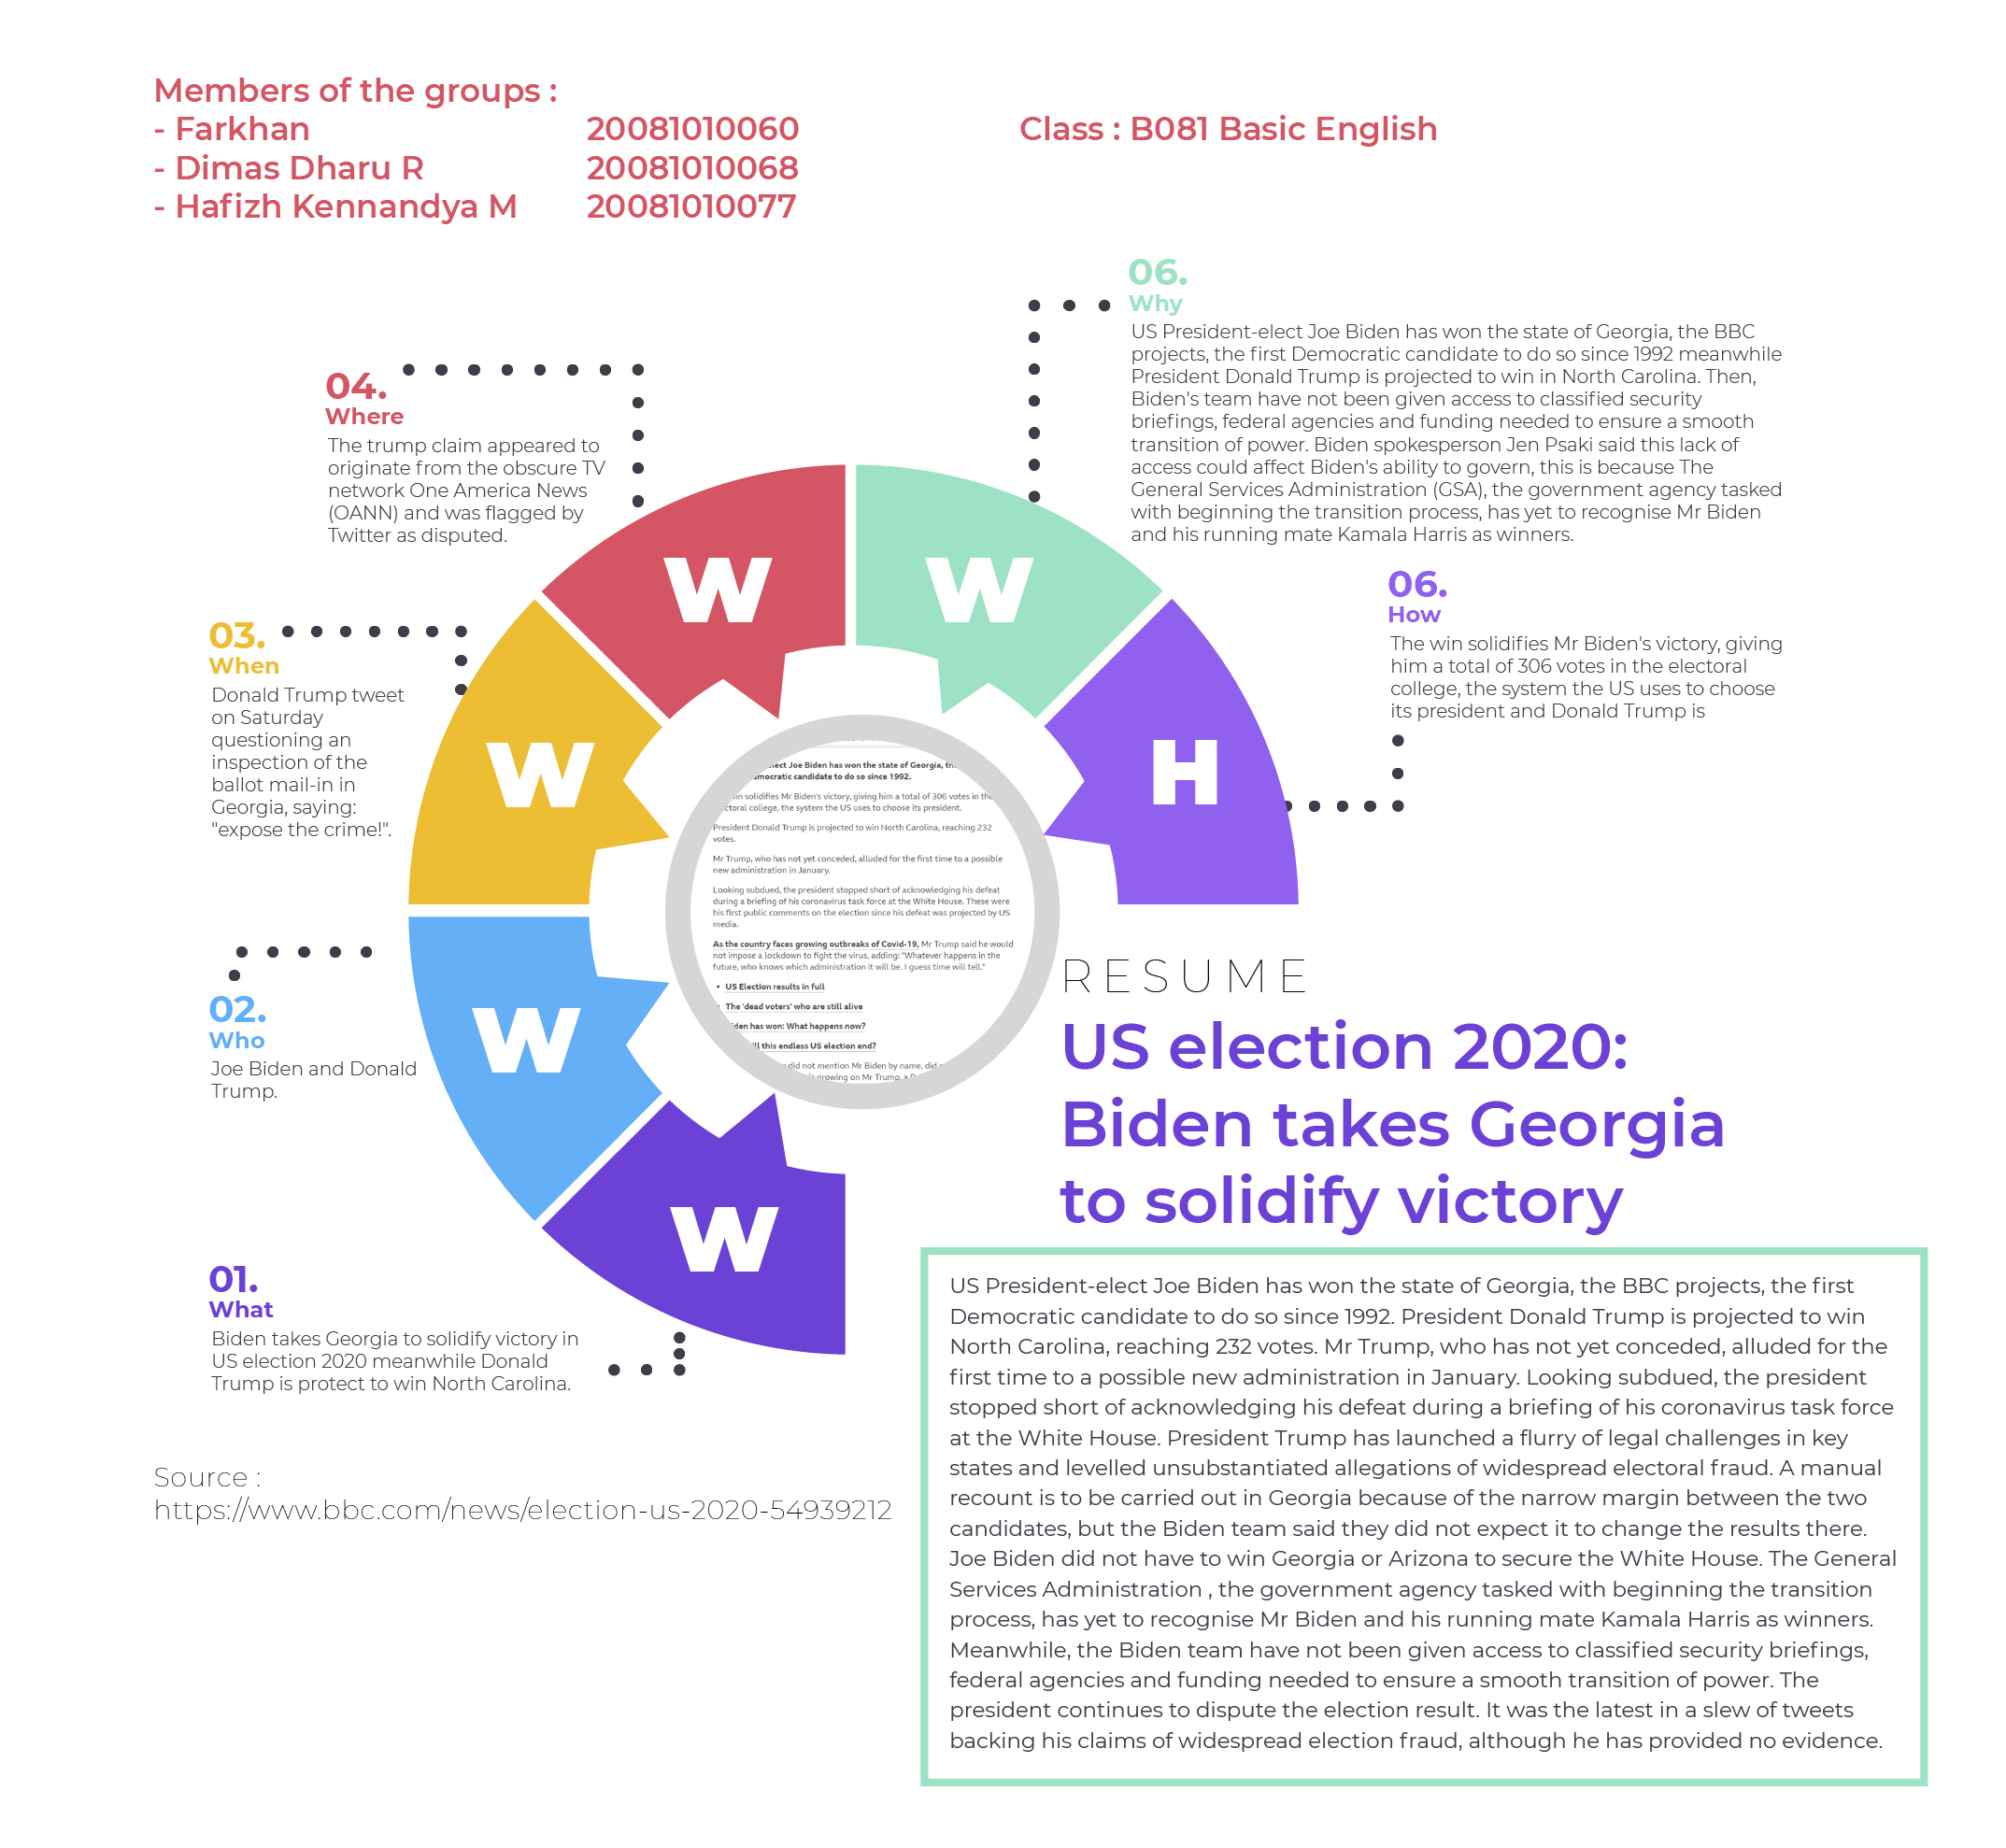 Members of the groups :
- Farkhan 20081010060 Class : B081 Basic English
- Dimas Dharu R 20081010068
- Hafizh Kennandya M 20081010077
06.
Why
US President-elect Joe Biden has won the state of Georgia, the BBC
projects, the first Democratic candidate to do so since 1992 meanwhile
President Donald Trump is projected to win in North Carolina. Then,
Biden's team have not been given access to classified security
briefings, federal agencies and funding needed to ensure a smooth
transition of power. Biden spokesperson Jen Psaki said this lack of
access could affect Biden's ability to govern, this is because The
General Services Administration (GSA), the government agency tasked
with beginning the transition process, has yet to recognise Mr Biden
and his running mate Kamala Harris as winners.
04.
Where
The trump claim appeared to
originate from the obscure TV
network One America News
(OANN) and was flagged by
Twitter as disputed.
06.
How
The win solidifies Mr Biden's victory, giving
him a total of 306 votes in the electoral
college, the system the US uses to choose
its president and Donald Trump is
03.
When
Donald Trump tweet
on Saturday
questioning an
inspection of the
ballot mail-in in
Georgia, saying:
"expose the crime!".
W
W
W
H
W
W
Joe Biden has won the state of Georgia,
candidate to do so since 1992.
solidifies Mr Biden's victory, giving him a total of 306 votes in the
college, the system the US uses to choose its president.
President Donald Trump is projected to win North Carolina, reaching 232
votes.
Mr Trump, who has not yet conceded, alluded for the first time to a possible
new administration in January.
Looking subdued, the president stopped short of acknowledging his defeat
during a briefing of his coronavirus task force at the White House. These were
his first public comments on the election since his defeat was projected by US
media.
As the country faces growing outbreaks of Covid-19, Mr Trump said he would
not impose a lockdown to fight the virus, adding: "Whatever happens in the
future, who knows which administration it will be. I guess time will tell."
• US Election results in full
The 'dead voters' who are still alive
has won: What happens now?
this endless US election end?
did not mention Mr Biden by name, did
growing on Mr Trump, a
02.
Who
Joe Biden and Donald
Trump.
01.
What
Biden takes Georgia to solidify victory in
US election 2020 meanwhile Donald
Trump is protect to win North Carolina.
Source :
https://www.bbc.com/news/election-us-2020-54939212
RESUME
US election 2020:
Biden takes Georgia
to solidify victory
US President-elect Joe Biden has won the state of Georgia, the BBC projects, the first
Democratic candidate to do so since 1992. President Donald Trump is projected to win
North Carolina, reaching 232 votes. Mr Trump, who has not yet conceded, alluded for the
first time to a possible new administration in January. Looking subdued, the president
stopped short of acknowledging his defeat during a briefing of his coronavirus task force
at the White House. President Trump has launched a flurry of legal challenges in key
states and levelled unsubstantiated allegations of widespread electoral fraud. A manual
recount is to be carried out in Georgia because of the narrow margin between the two
candidates, but the Biden team said they did not expect it to change the results there.
Joe Biden did not have to win Georgia or Arizona to secure the White House. The General
Services Administration , the government agency tasked with beginning the transition
process, has yet to recognise Mr Biden and his running mate Kamala Harris as winners.
Meanwhile, the Biden team have not been given access to classified security briefings,
federal agencies and funding needed to ensure a smooth transition of power. The
president continues to dispute the election result. It was the latest in a slew of tweets
backing his claims of widespread election fraud, although he has provided no evidence.